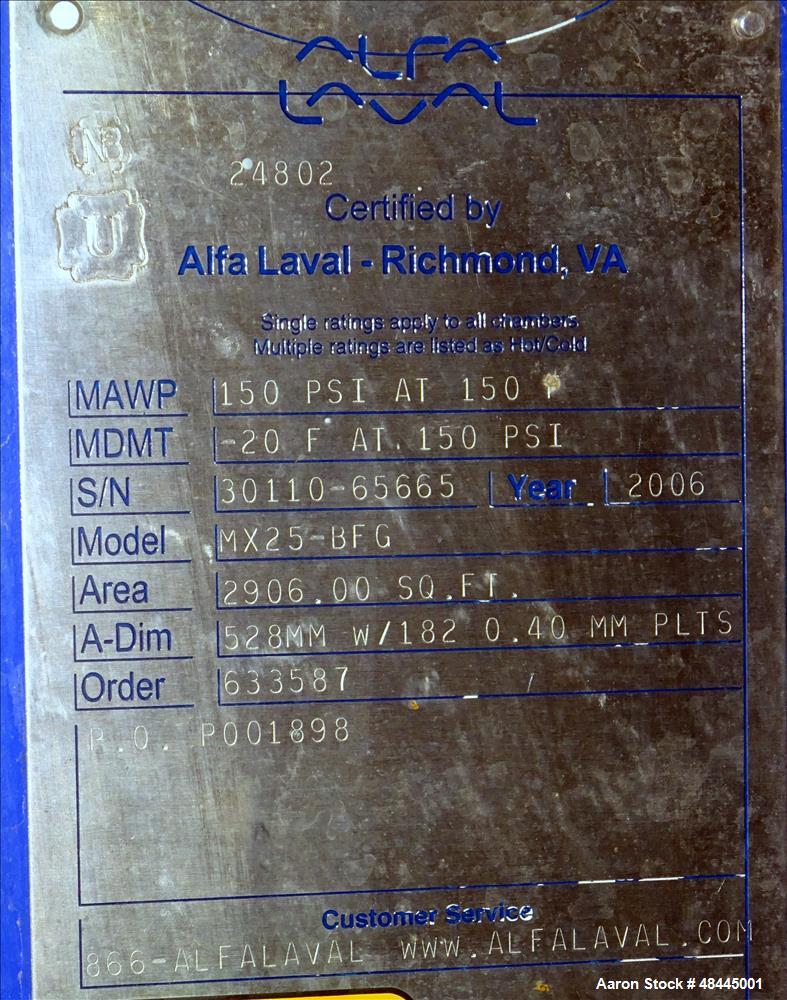 ALFA
LAVAL
NB
24802
U
Certified by
Alfa Laval - Richmond, VA
Single ratings apply to all chambers
Multiple ratings are listed as Hot/Cold
MAWP 150 PSI AT 150 F
MDMT -20 F AT.150 PSI
S/N 30110-65665 Year 2006
Model MX25-BFG
Area 2906.00 SQ.FT.
A-Dim 528MM W/182 0.40 MM PLTS
Order 633587
P.O. P001898
Customer Service
866-ALFALAVAL WWW.ALFALAVAL.COM
Aaron Stock # 48445001